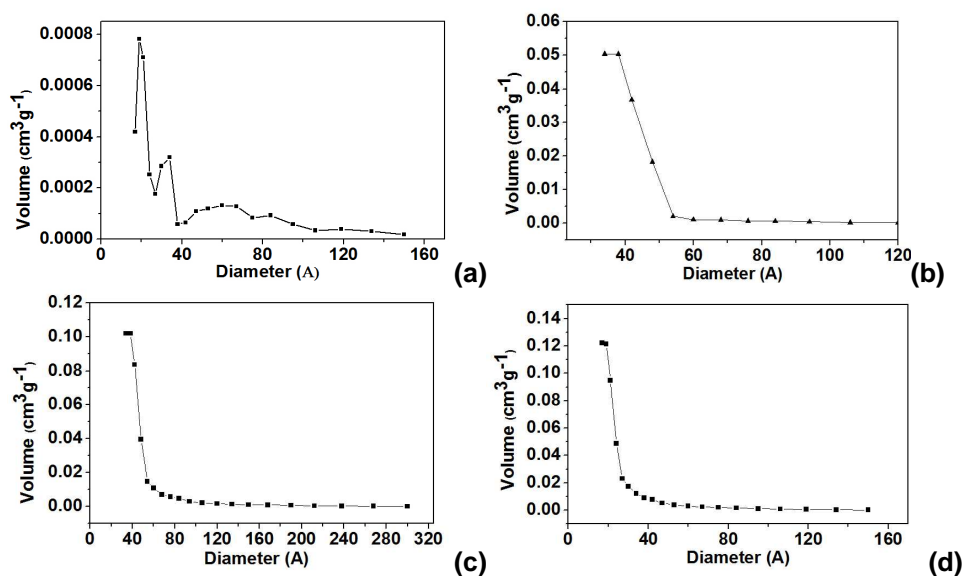 0.0008
0.0006
0.0004
0.0002
0.0000
Volume (cm³g⁻¹)
0 40 80 120 160
Diameter (A)
(a)
0.06
0.05
0.04
0.03
0.02
0.01
0.00
Volume (cm³g⁻¹)
40 60 80 100 120
Diameter (A)
(b)
0.12
0.10
0.08
0.06
0.04
0.02
0.00
Volume (cm³g⁻¹)
0 40 80 120 160 200 240 280 320
Diameter (A)
(c)
0.14
0.12
0.10
0.08
0.06
0.04
0.02
0.00
Volume (cm³g⁻¹)
0 40 80 120 160
Diameter (A)
(d)